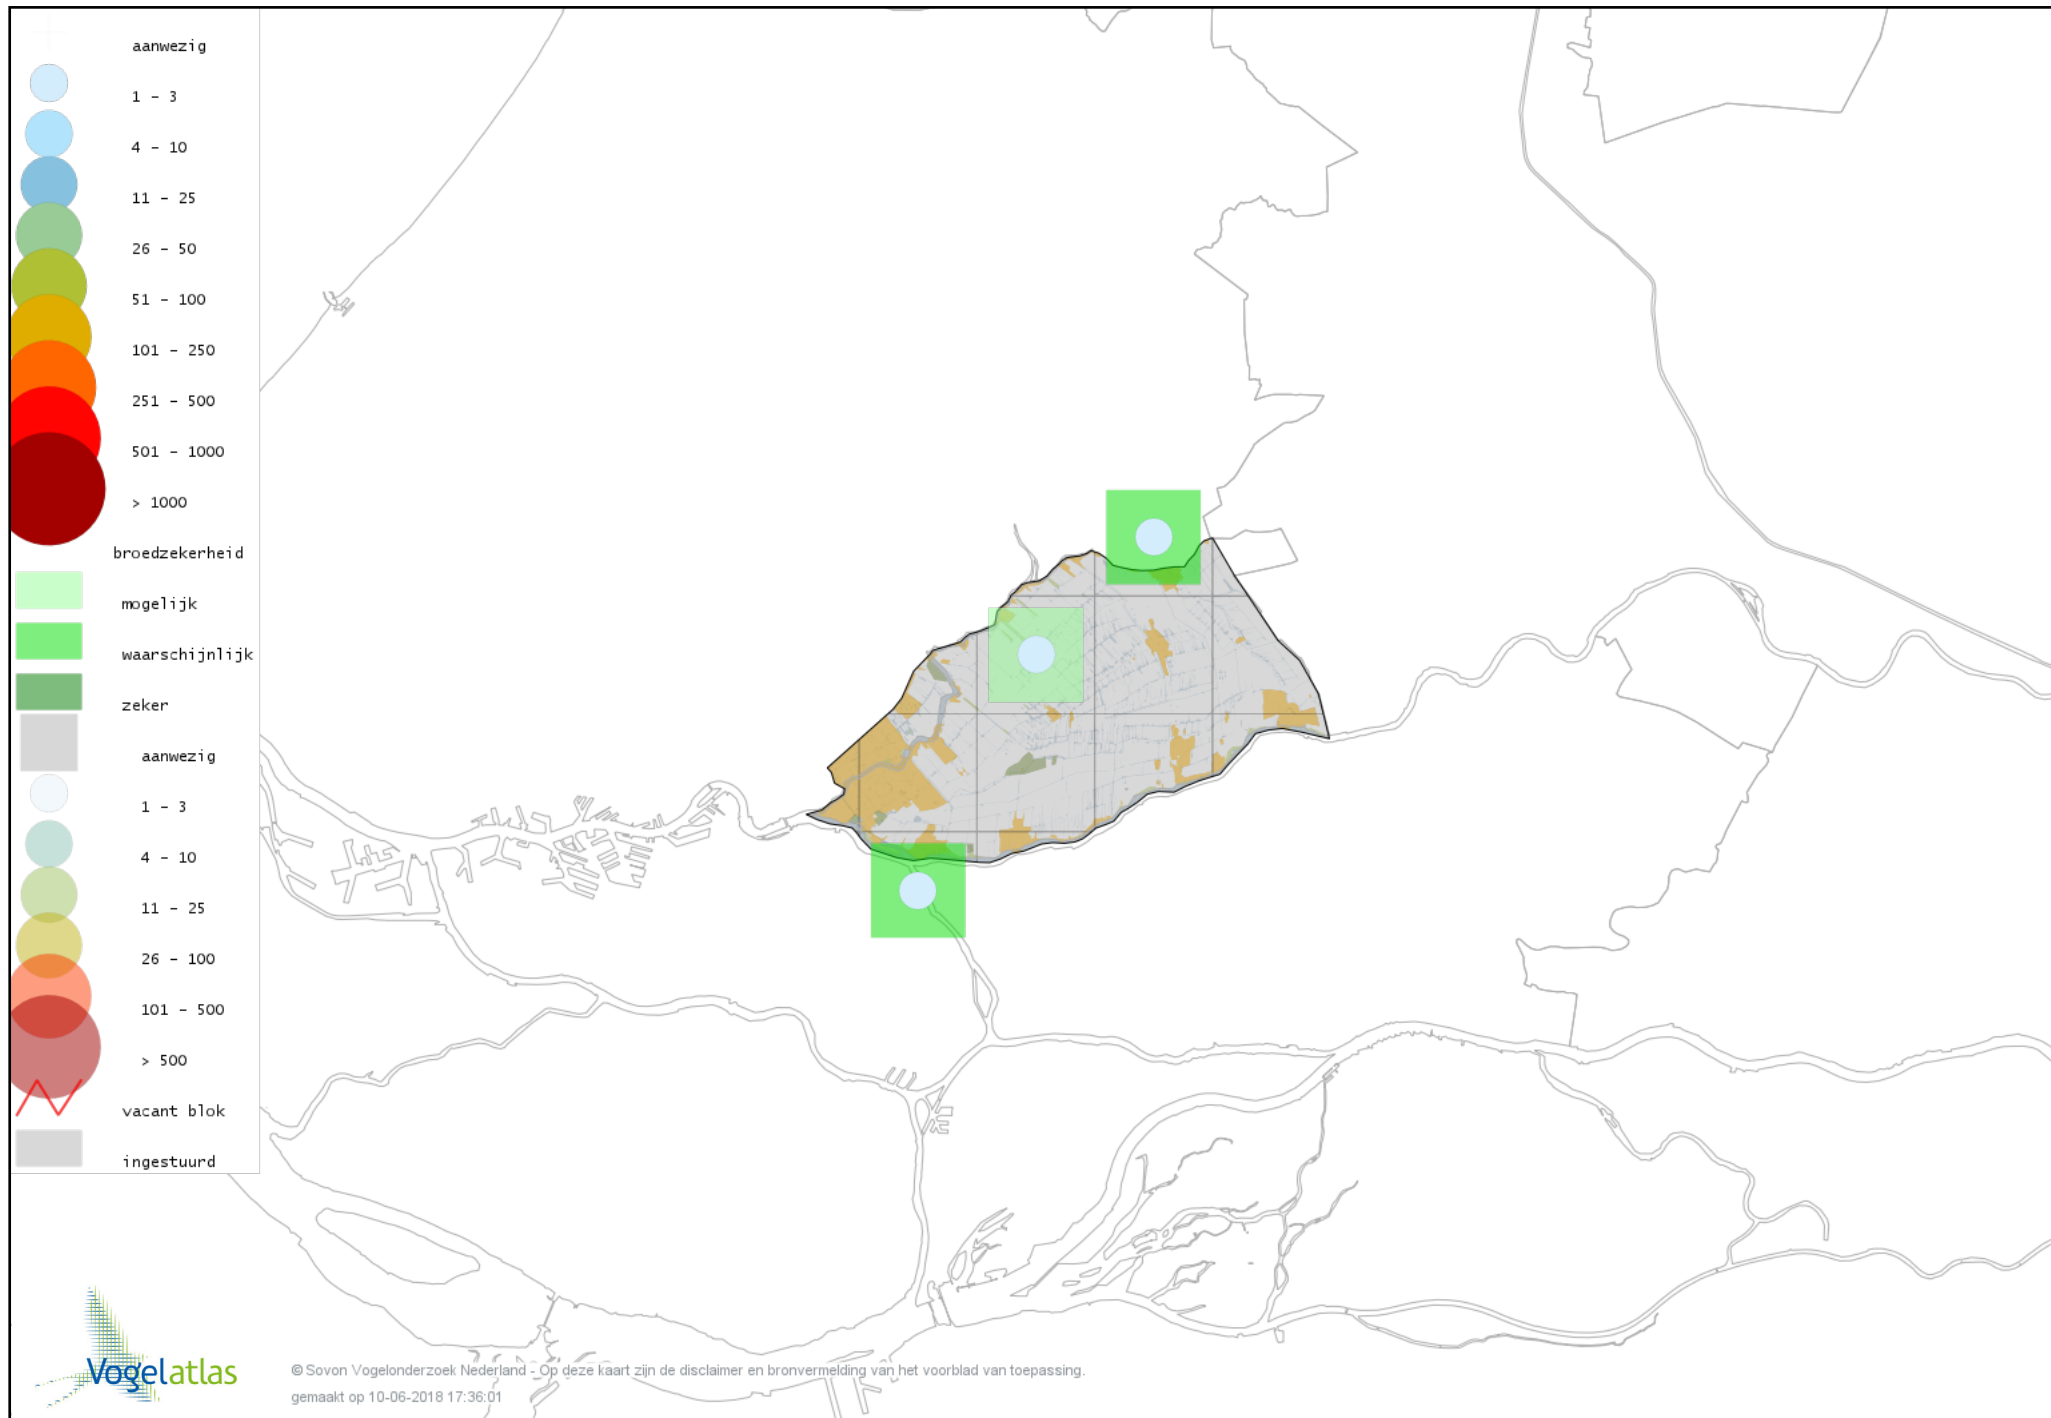 aanwezig
1 - 3
4 - 10
11 - 25
26 - 50
51 - 100
101 - 250
251 - 500
501 - 1000
> 1000
broedzekerheid
mogelijk
waarschijnlijk
zeker
aanwezig
1 - 3
4 - 10
11 - 25
26 - 100
101 - 500
> 500
vacant blok
ingestuurd
Vogelatlas
© Sovon Vogelonderzoek Nederland - Op deze kaart zijn de disclaimer en bronvermelding van het voorblad van toepassing.
gemaakt op 10-06-2018 17:36:01